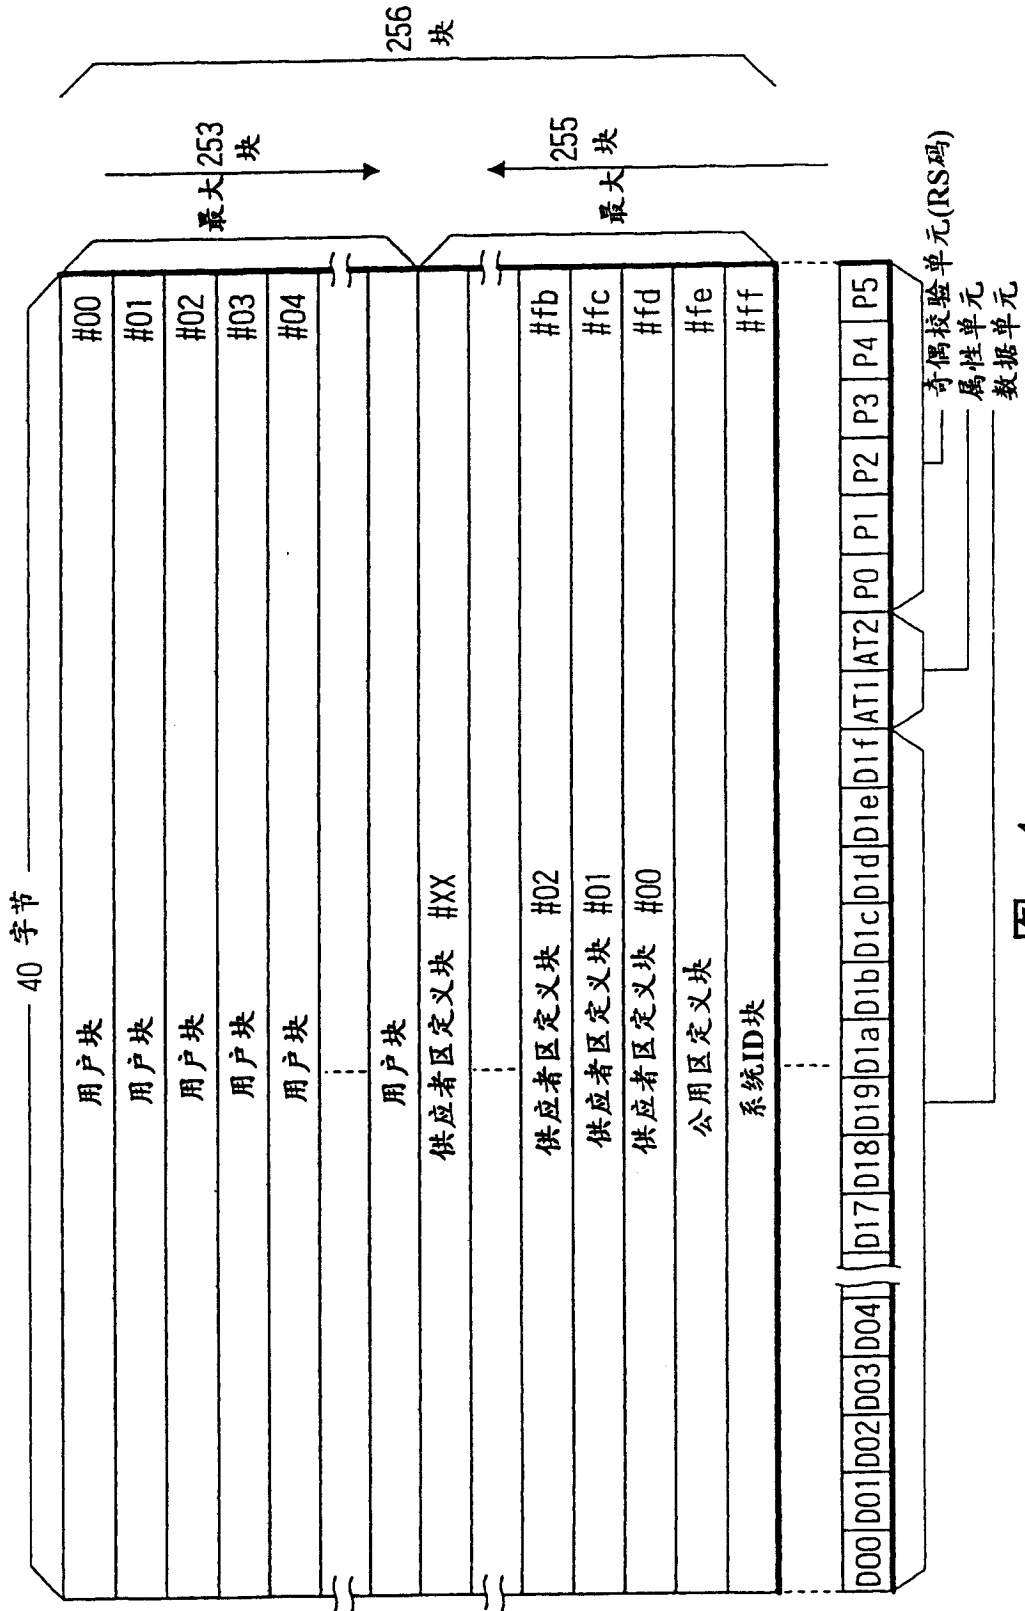 40 字节
用户块 #00
用户块 #01
用户块 #02
用户块 #03
用户块 #04
用户块
供应者区定义块 #XX
供应者区定义块 #02 #fb
供应者区定义块 #01 #fc
供应者区定义块 #00 #fd
公用区定义块 #fe
系统ID块 #ff
最大 253 块
最大 255 块
256 块
D00 D01 D02 D03 D04 D17 D18 D19 D1a D1b D1c D1d D1e D1f AT1 AT2 P0 P1 P2 P3 P4 P5
奇偶校验单元(RS码)
属性单元
数据单元
图 4